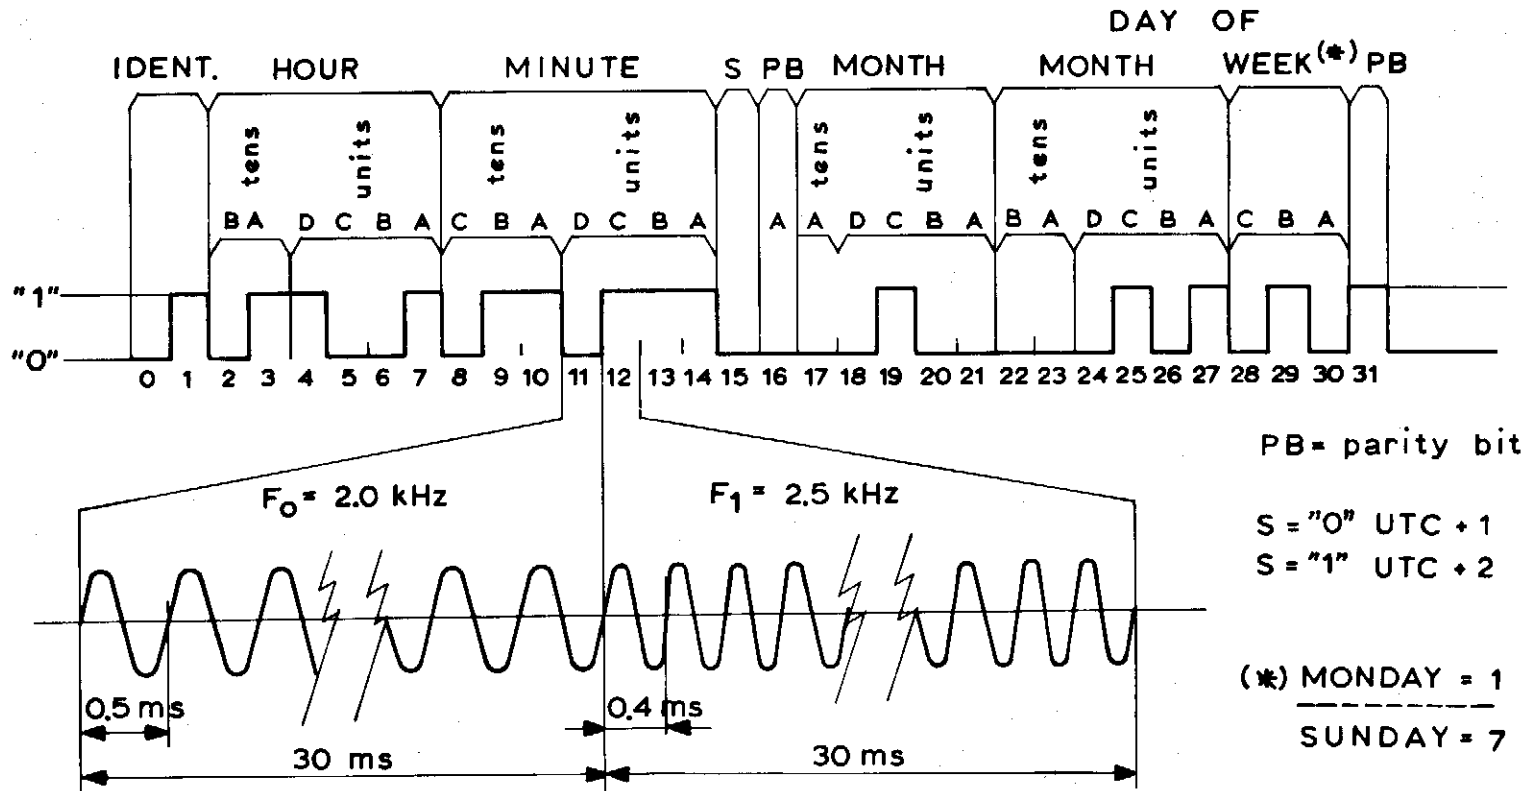 DAY OF
IDENT. HOUR MINUTE S PB MONTH MONTH WEEK(*) PB
tens units tens units tens units tens units
B A D C B A C B A D C B A A A D C B A B A D C B A C B A
"1"
"0"
0 1 2 3 4 5 6 7 8 9 10 11 12 13 14 15 16 17 18 19 20 21 22 23 24 25 26 27 28 29 30 31
PB = parity bit
F0 = 2.0 kHz F1 = 2.5 kHz
S = "0" UTC + 1
S = "1" UTC + 2
(*) MONDAY = 1
0.5 ms 0.4 ms
SUNDAY = 7
30 ms 30 ms